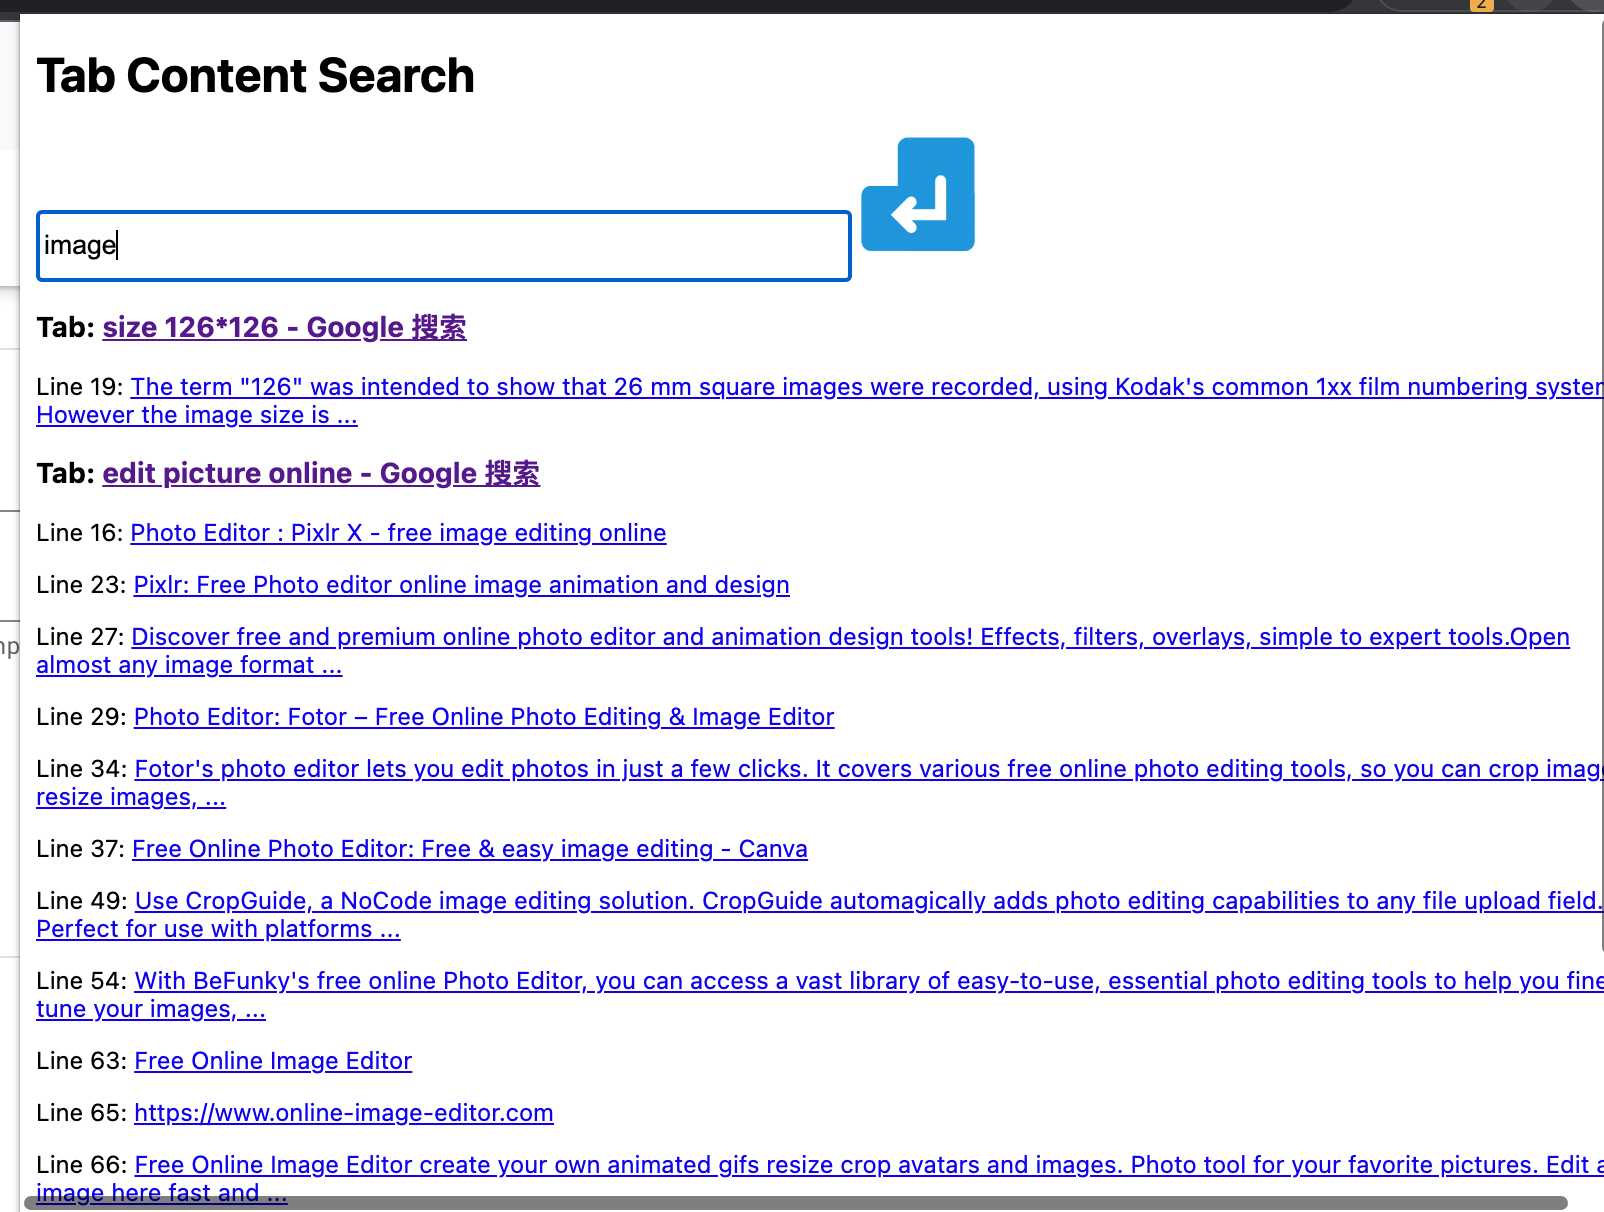 2
Tab Content Search
image
Tab: size 126*126 - Google 搜索
Line 19: The term "126" was intended to show that 26 mm square images were recorded, using Kodak's common 1xx film numbering
However the image size is ...
Tab: edit picture online - Google 搜索
Line 16: Photo Editor : Pixlr X - free image editing online
Line 23: Pixlr: Free Photo editor online image animation and design
Line 27: Discover free and premium online photo editor and animation design tools! Effects, filters, overlays, simple to expert tools.Open
almost any image format ...
Line 29: Photo Editor: Fotor – Free Online Photo Editing & Image Editor
Line 34: Fotor's photo editor lets you edit photos in just a few clicks. It covers various free online photo editing tools, so you can crop
resize images, ...
Line 37: Free Online Photo Editor: Free & easy image editing - Canva
Line 49: Use CropGuide, a NoCode image editing solution. CropGuide automagically adds photo editing capabilities to any file upload field.
Perfect for use with platforms ...
Line 54: With BeFunky's free online Photo Editor, you can access a vast library of easy-to-use, essential photo editing tools to help you fine
tune your images, ...
Line 63: Free Online Image Editor
Line 65: https://www.online-image-editor.com
Line 66: Free Online Image Editor create your own animated gifs resize crop avatars and images. Photo tool for your favorite pictures. Edit
image here fast and ...